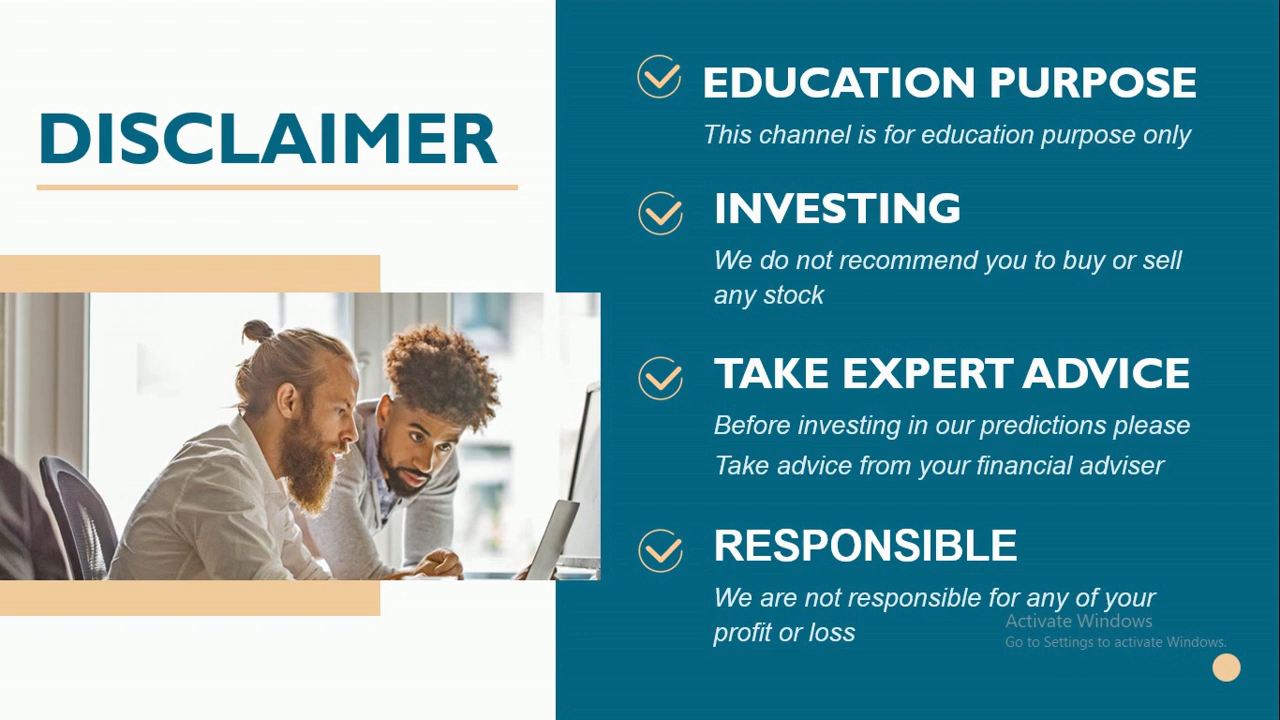 DISCLAIMER
EDUCATION PURPOSE
This channel is for education purpose only
INVESTING
We do not recommend you to buy or sell
any stock
TAKE EXPERT ADVICE
Before investing in our predictions please
Take advice from your financial adviser
RESPONSIBLE
We are not responsible for any of your
profit or loss
Activate Windows
Go to Settings to activate Windows.